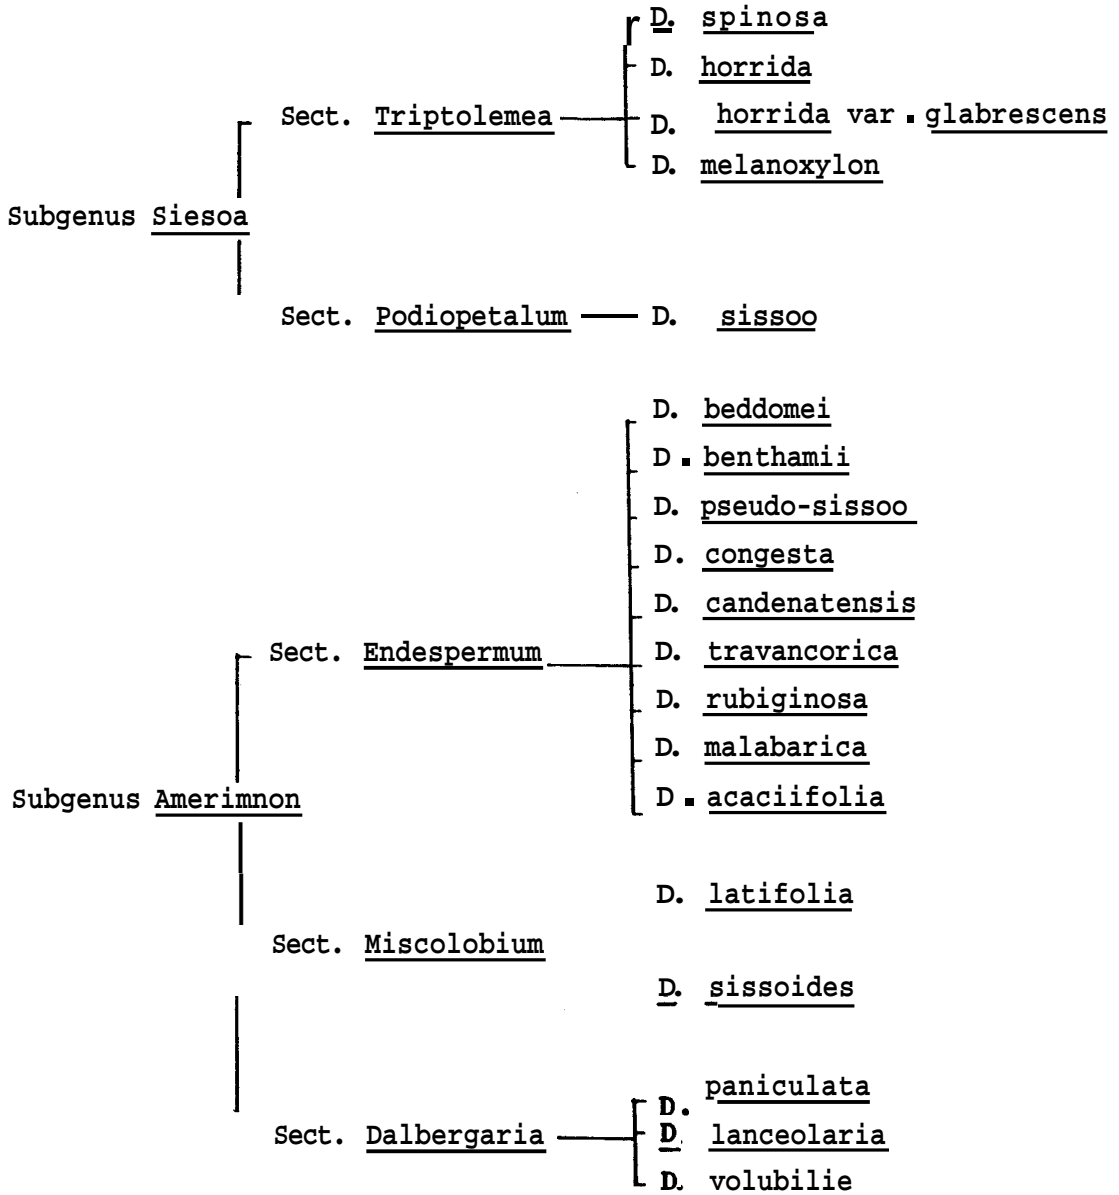 D. spinosa
D. horrida
Sect. Triptolemea
D. horrida var. glabrescens
D. melanoxylon
Subgenus Siesoa
Sect. Podiopetalum
D. sissoo
D. beddomei
D. benthamii
D. pseudo-sissoo
D. congesta
D. candenatensis
Sect. Endespermum
D. travancorica
D. rubiginosa
D. malabarica
Subgenus Amerimnon
D. acaciifolia
D. latifolia
Sect. Miscolobium
D. sissoides
D. paniculata
Sect. Dalbergaria
D. lanceolaria
D. volubilie